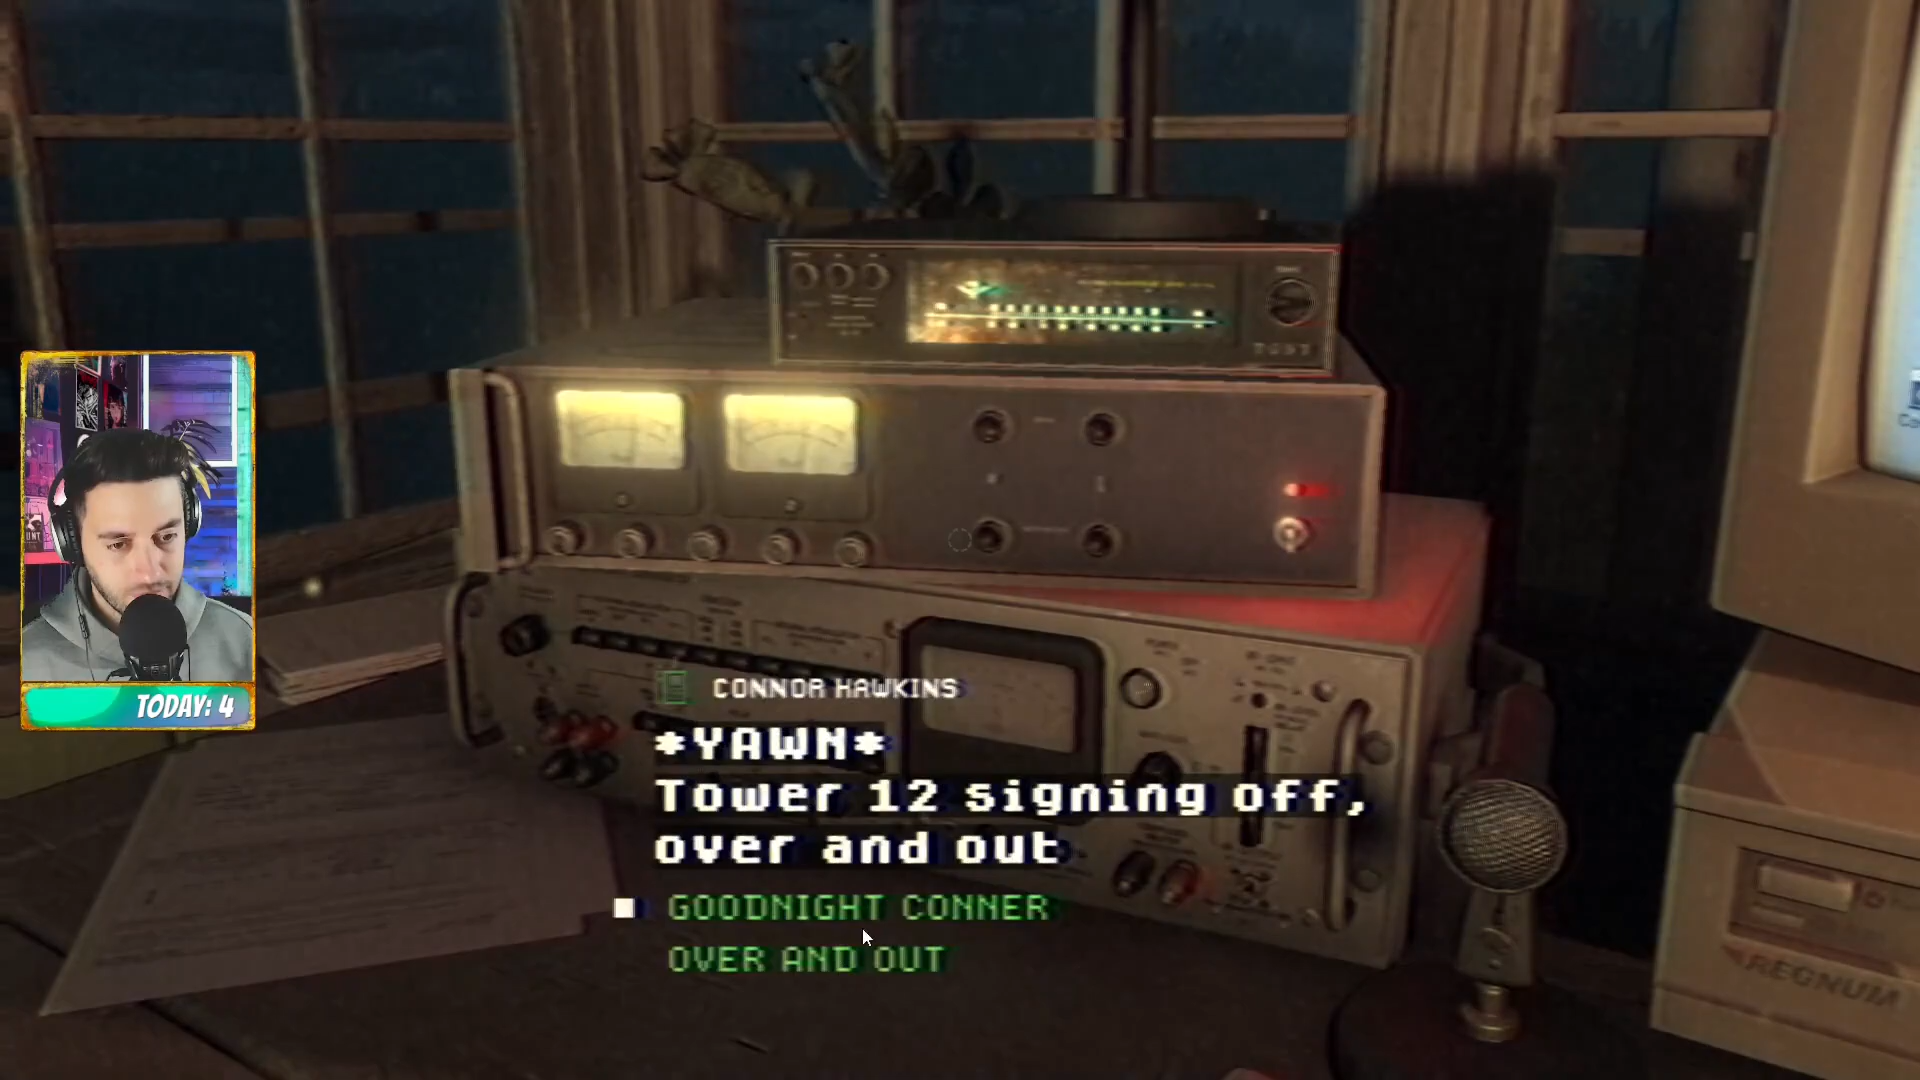 TODAY: 4
CONNOR HAWKINS
*YAWN*
Tower 12 signing off,
over and out
GOODNIGHT CONNER
OVER AND OUT
REGNUM